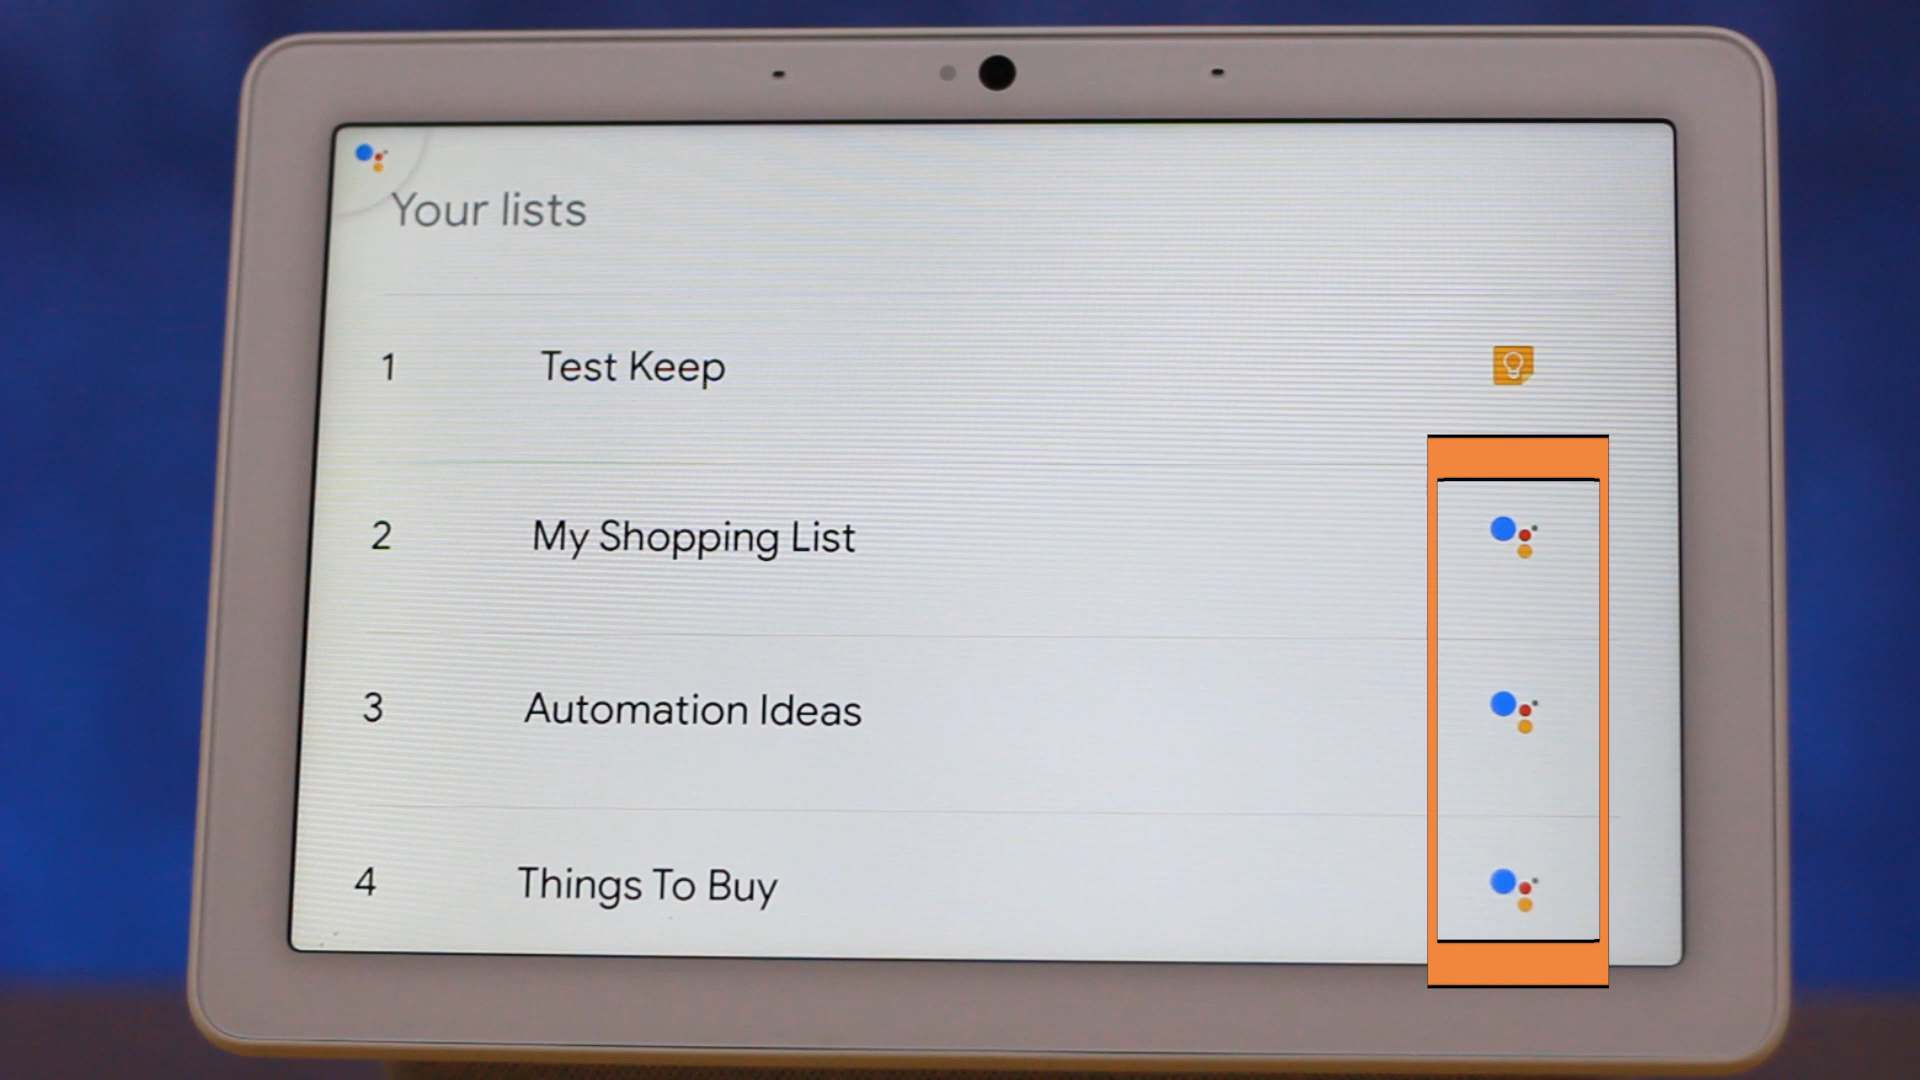 Your lists
1 Test Keep
2 My Shopping List
3 Automation Ideas
4 Things To Buy